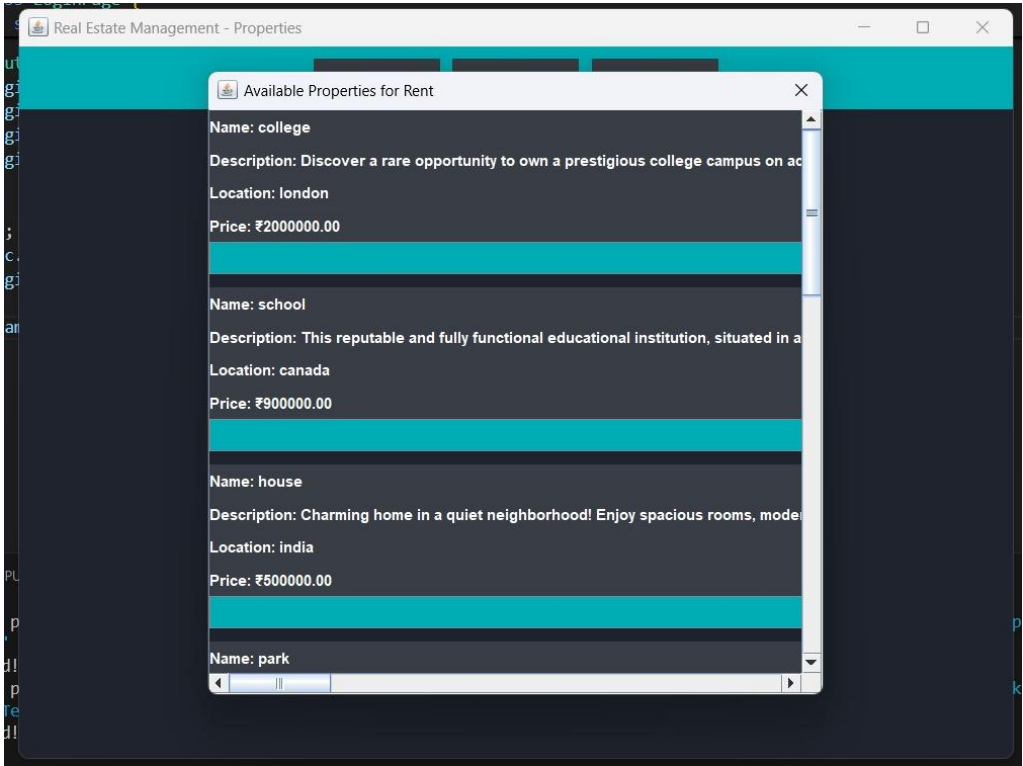 Real Estate Management - Properties
Available Properties for Rent
Name: college
Description: Discover a rare opportunity to own a prestigious college campus on
Location: london
Price: ₹2000000.00
Name: school
Description: This reputable and fully functional educational institution, situated in a
Location: canada
Price: ₹900000.00
Name: house
Description: Charming home in a quiet neighborhood! Enjoy spacious rooms,
Location: india
Price: ₹500000.00
Name: park